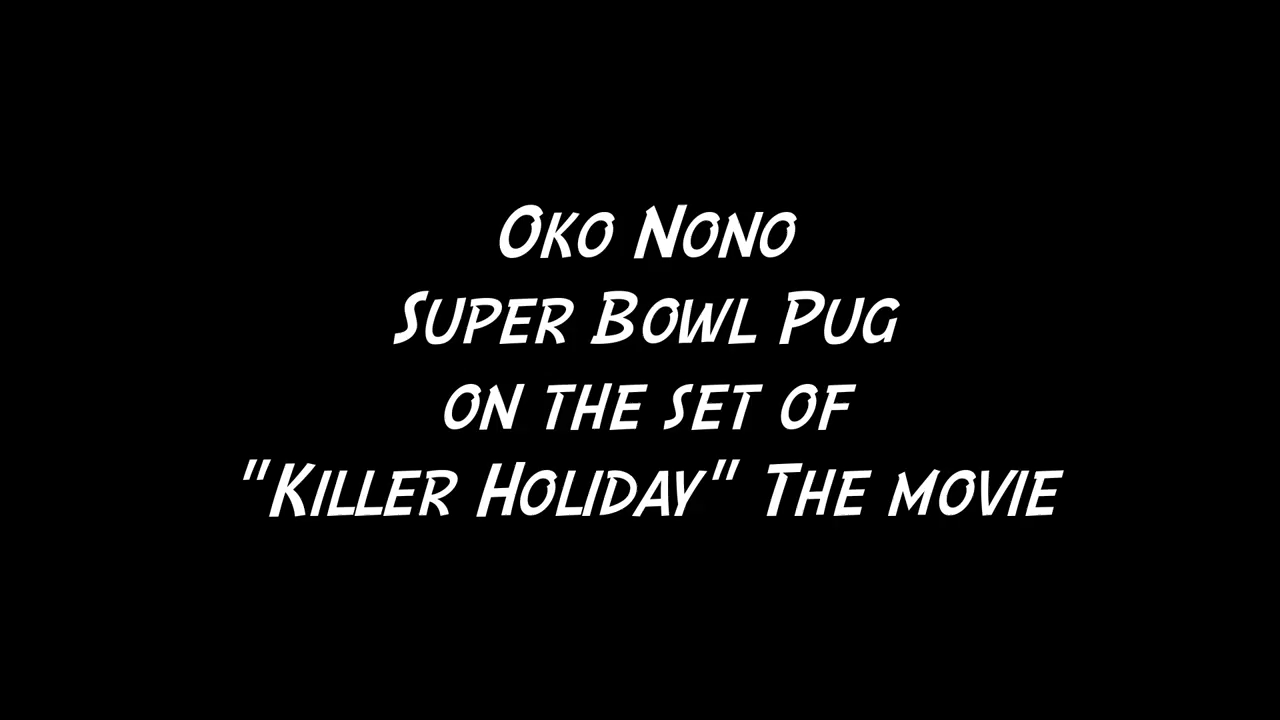 Oko Nono
Super Bowl Pug
on the set of
"Killer Holiday" The movie